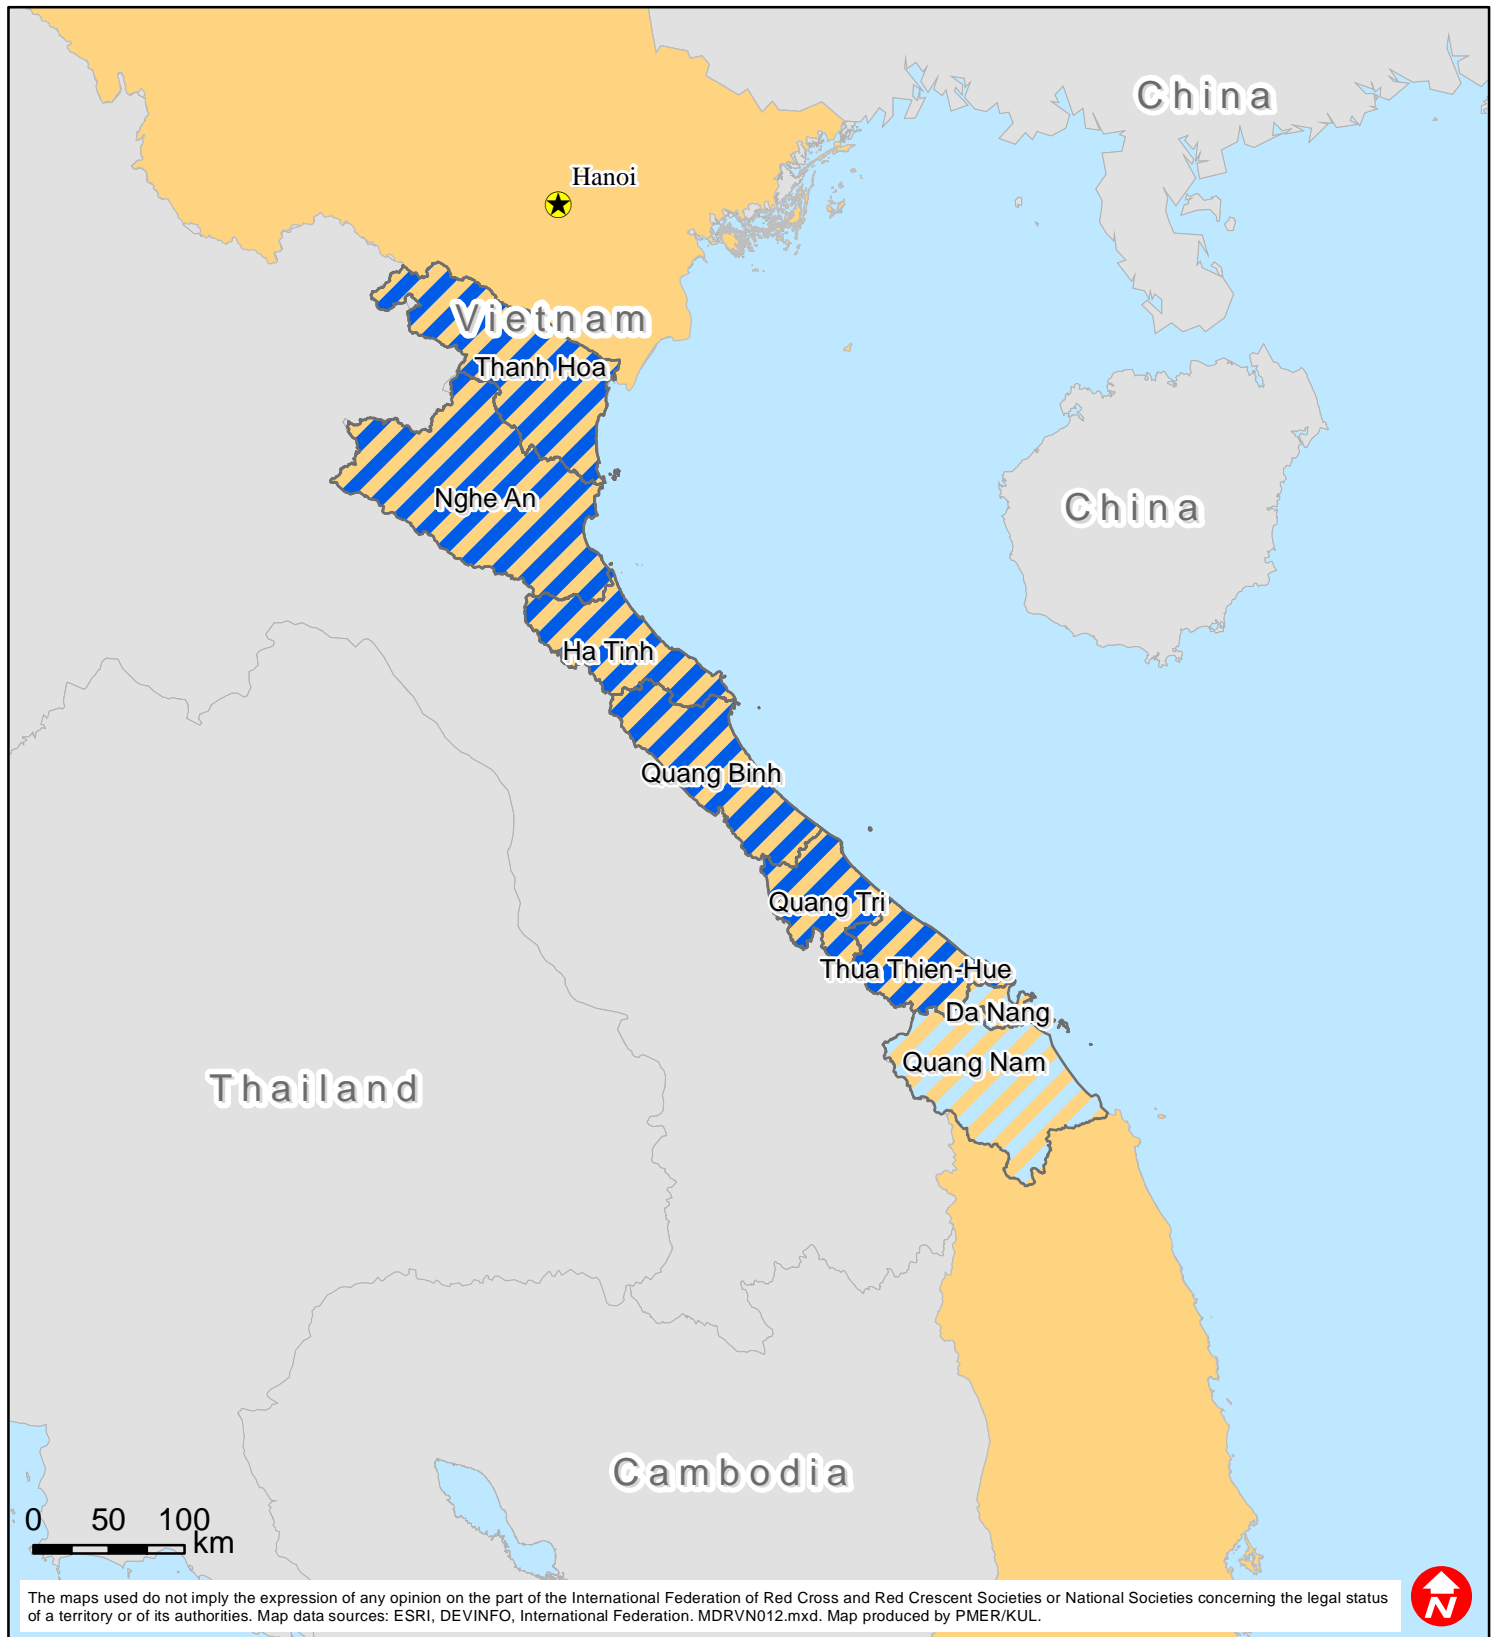 China
Hanoi
Vietnam
Thanh Hoa
Nghe An
China
Ha Tinh
Quang Binh
Quang Tri
Thua Thien-Hue
Da Nang
Quang Nam
Thailand
Cambodia
0 50 100
km
The maps used do not imply the expression of any opinion on the part of the International Federation of Red Cross and Red Crescent Societies or National Societies concerning the legal status
of a territory or of its authorities. Map data sources: ESRI, DEVINFO, International Federation. MDRVN012.mxd. Map produced by PMER/KUL.
N